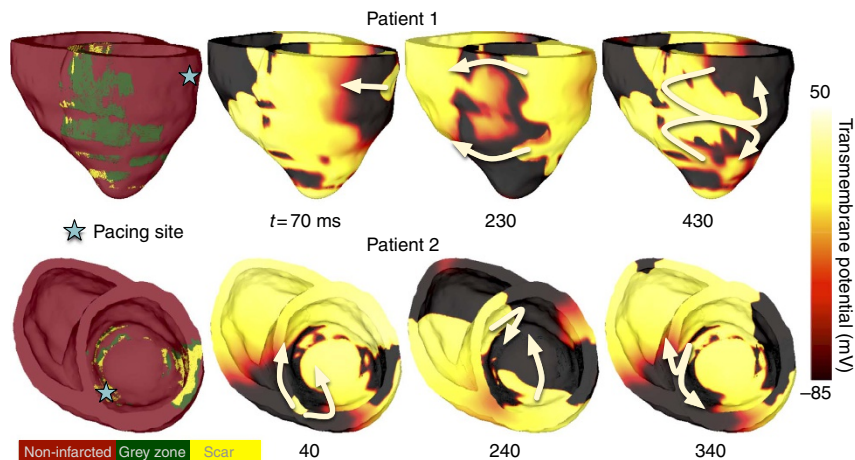 Patient 1
50
Transmembrane potential (mV)
–85
t=70 ms
230
430
Pacing site
Patient 2
Non-infarcted
Grey zone
Scar
40
240
340